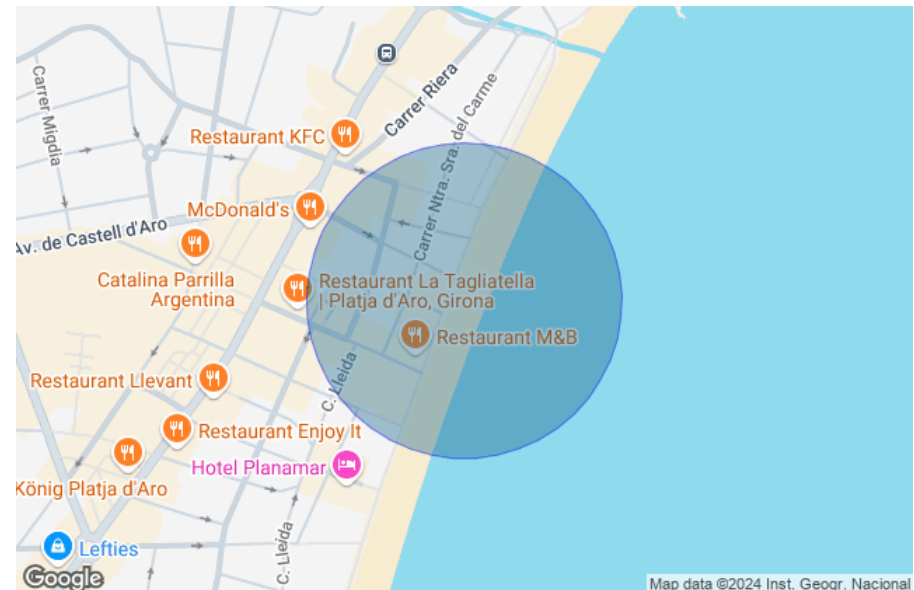 Carrer Migdia
Carrer Riera
Restaurant KFC
Carrer Ntra. Sra. del Carme
McDonald's
Av. de Castell d'Aro
Catalina Parrilla
Argentina
Restaurant La Tagliatella
| Platja d'Aro, Girona
Restaurant M&B
Restaurant Llevant
C. Lleida
Restaurant Enjoy It
Hotel Planamar
König Platja d'Aro
Lefties
C. Lleida
Google
Map data ©2024 Inst. Geogr. Nacional